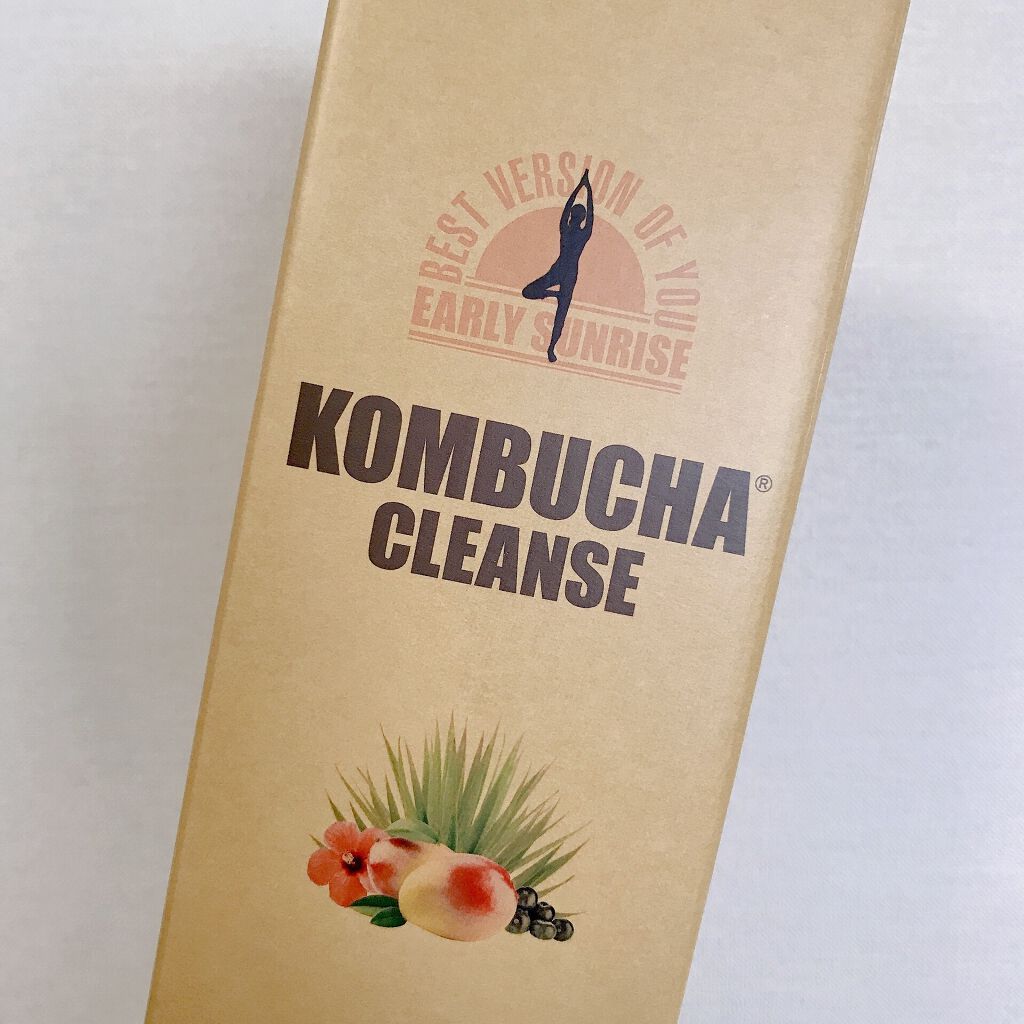 BEST VERSION OF YOU
EARLY SUNRISE
KOMBUCHA®
CLEANSE